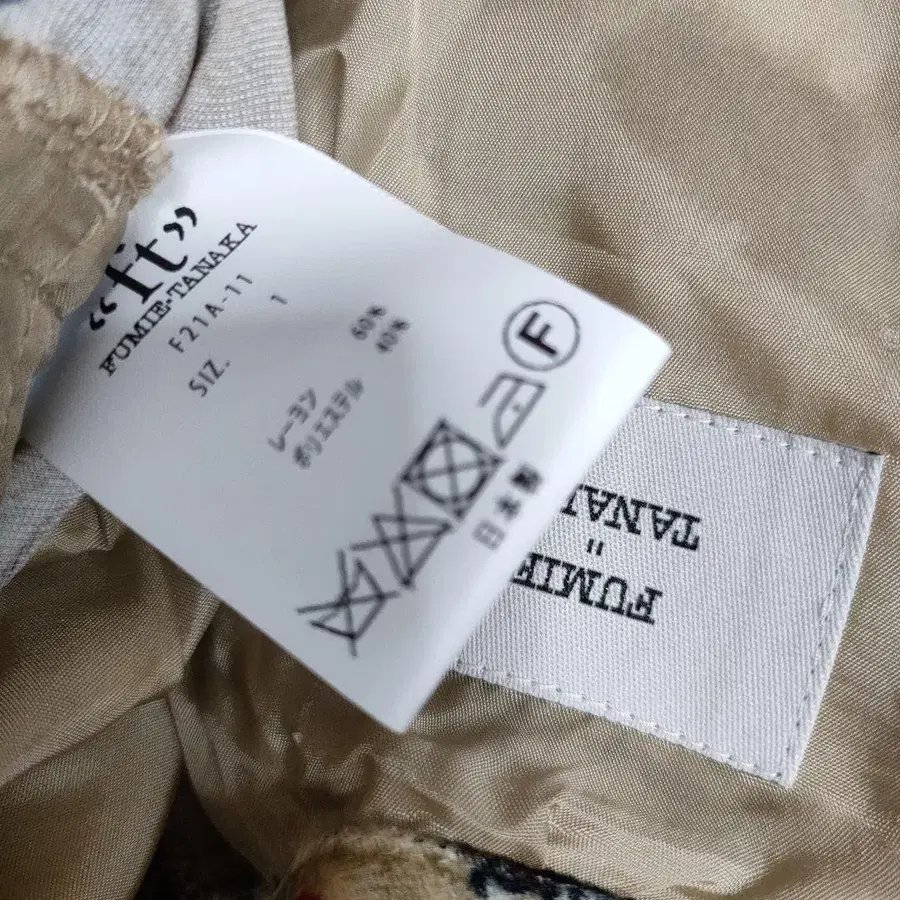 “ft”
FUMIE-TANAKA
F21A-11
SIZ. 1
レーヨン 60%
ポリエステル 40%
F
日本製
FUMIE
TANA